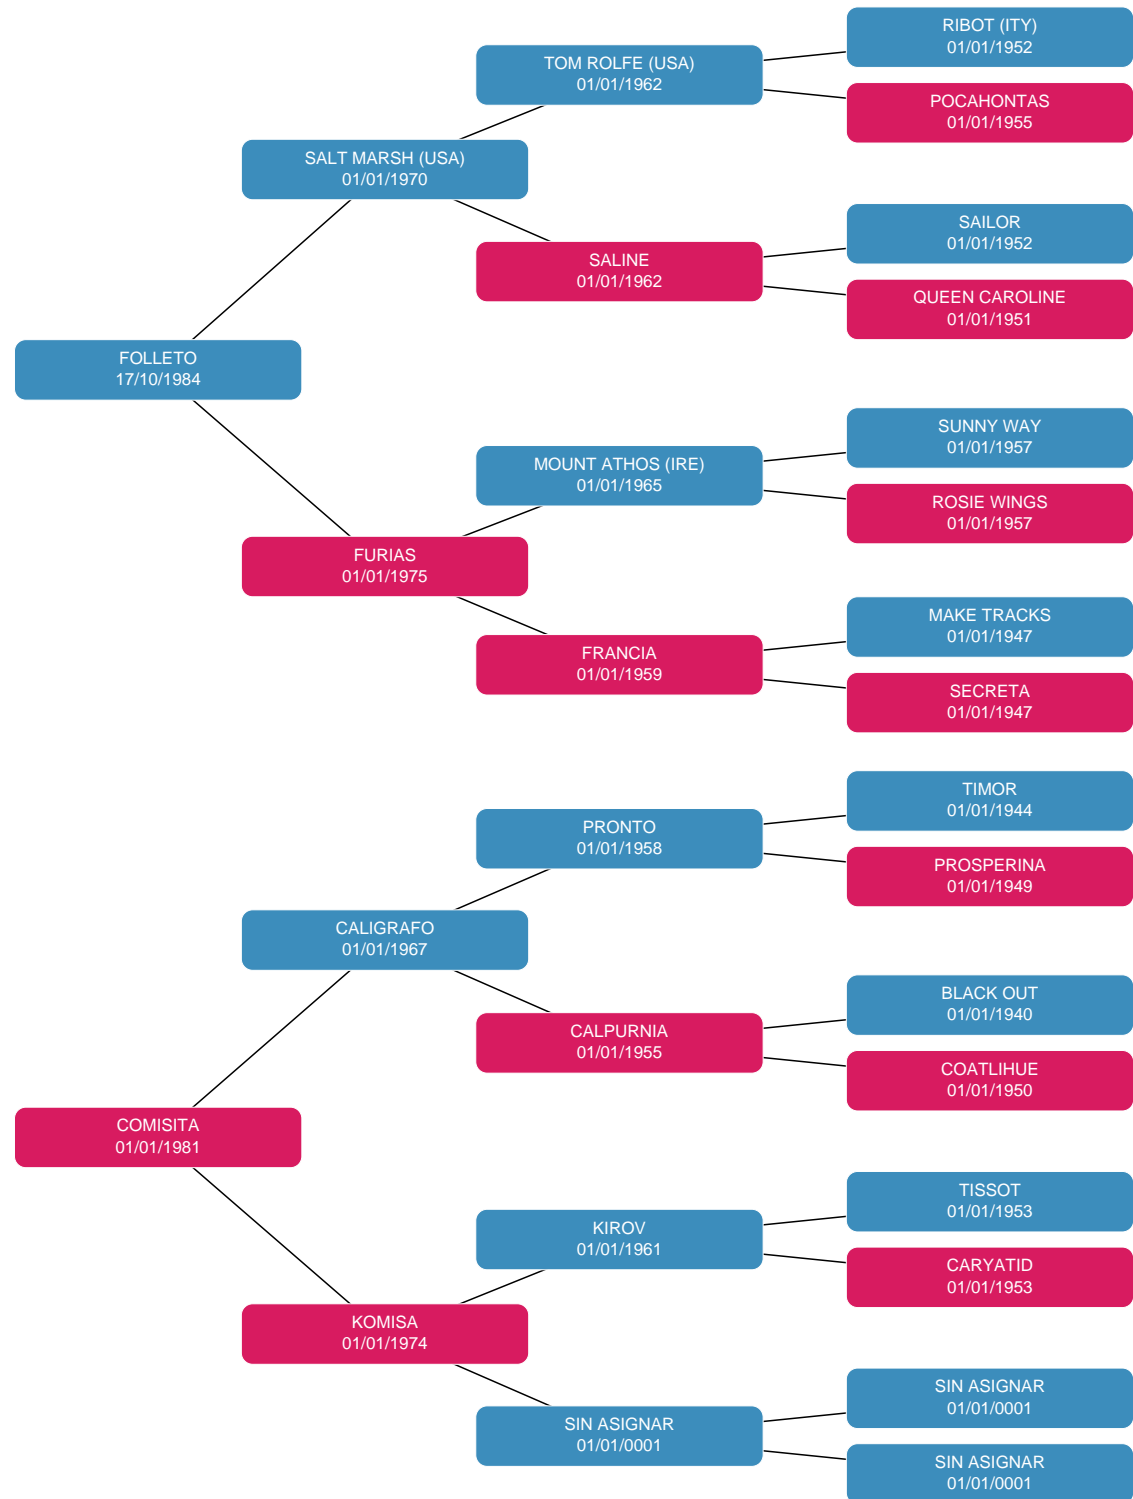 RIBOT (ITY)
01/01/1952
TOM ROLFE (USA)
01/01/1962
POCAHONTAS
01/01/1955
SALT MARSH (USA)
01/01/1970
SAILOR
01/01/1952
SALINE
01/01/1962
QUEEN CAROLINE
01/01/1951
FOLLETO
17/10/1984
SUNNY WAY
01/01/1957
MOUNT ATHOS (IRE)
01/01/1965
ROSIE WINGS
01/01/1957
FURIAS
01/01/1975
MAKE TRACKS
01/01/1947
FRANCIA
01/01/1959
SECRETA
01/01/1947
TIMOR
01/01/1944
PRONTO
01/01/1958
PROSPERINA
01/01/1949
CALIGRAFO
01/01/1967
BLACK OUT
01/01/1940
CALPURNIA
01/01/1955
COATLIHUE
01/01/1950
COMISITA
01/01/1981
TISSOT
01/01/1953
KIROV
01/01/1961
CARYATID
01/01/1953
KOMISA
01/01/1974
SIN ASIGNAR
01/01/0001
SIN ASIGNAR
01/01/0001
SIN ASIGNAR
01/01/0001